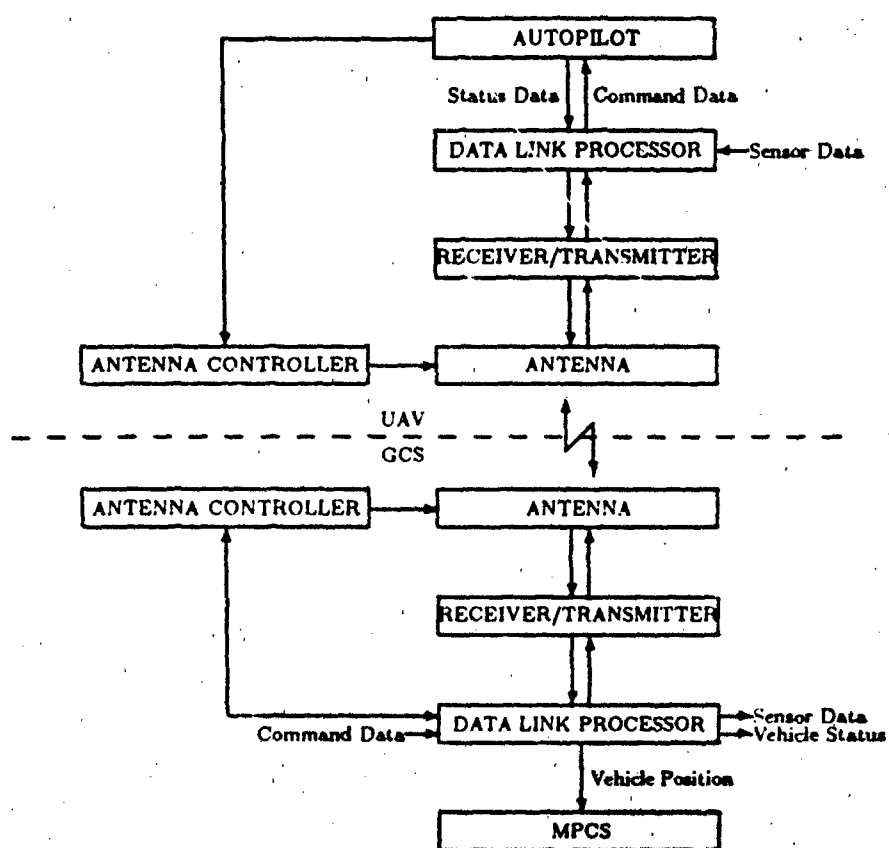 AUTOPILOT
Status Data
Command Data
DATA LINK PROCESSOR
Sensor Data
RECEIVER/TRANSMITTER
ANTENNA CONTROLLER
ANTENNA
UAV
GCS
ANTENNA CONTROLLER
ANTENNA
RECEIVER/TRANSMITTER
Command Data
DATA LINK PROCESSOR
Sensor Data
Vehicle Status
Vehicle Position
MPCS